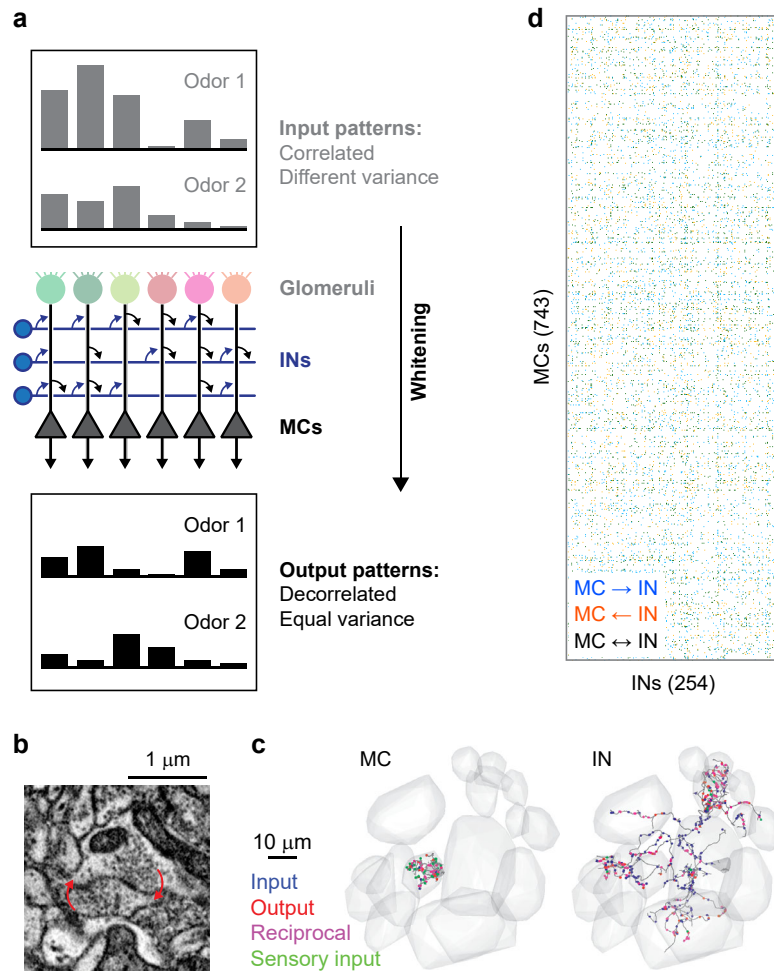 a
Odor 1
Odor 2
Input patterns:
Correlated
Different variance
Glomeruli
INs
MCs
Whitening
Odor 1
Odor 2
Output patterns:
Decorrelated
Equal variance
b
1 μm
c
MC
IN
10 μm
Input
Output
Reciprocal
Sensory input
d
MCs (743)
MC → IN
MC ← IN
MC ↔ IN
INs (254)